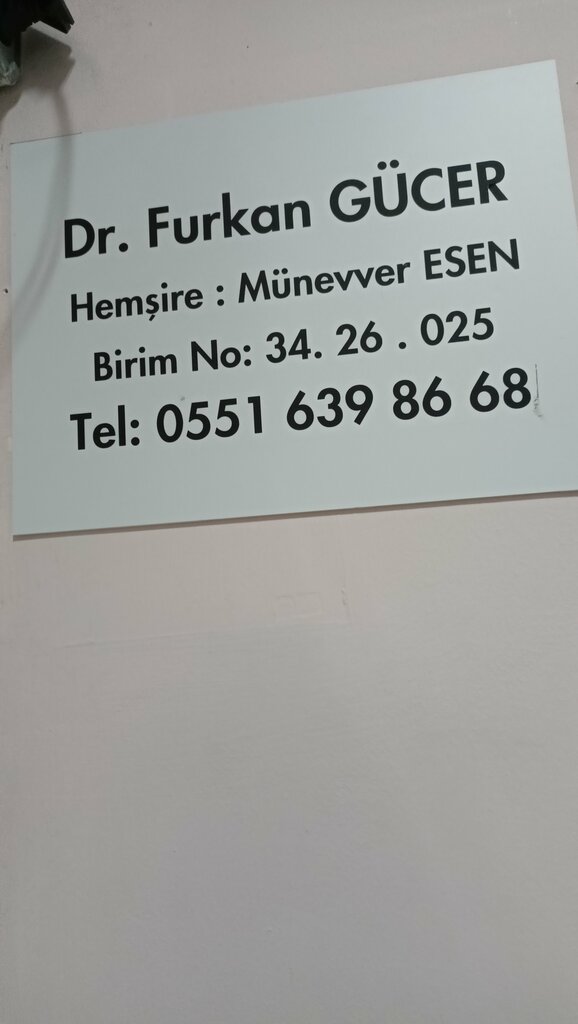 Dr. Furkan GÜCER
Hemşire : Münevver ESEN
Birim No: 34. 26 . 025
Tel: 0551 639 86 68